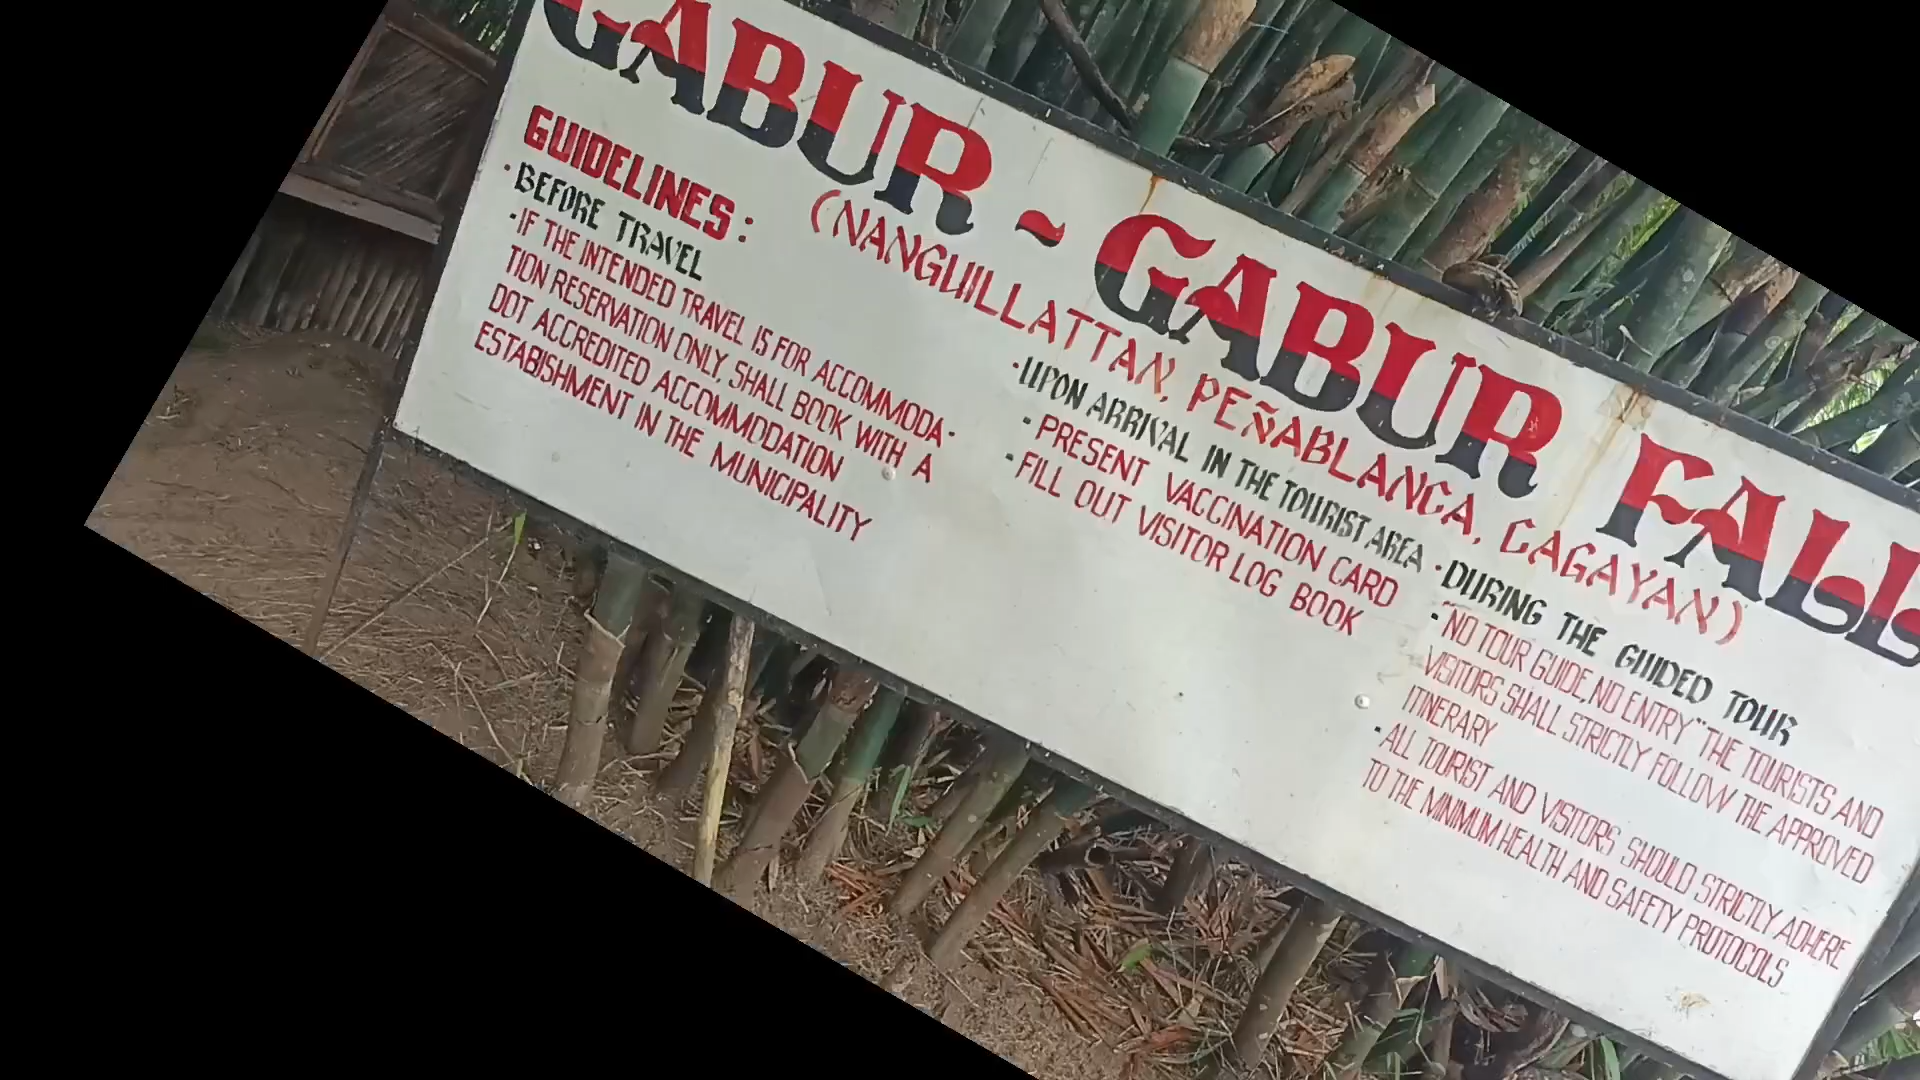 GABUR ~ GABUR FALLS
(NANGUILLATTAN, PEÑABLANCA, CAGAYAN)
GUIDELINES:
• BEFORE TRAVEL
- IF THE INTENDED TRAVEL IS FOR ACCOMMODA-
TION RESERVATION ONLY, SHALL BOOK WITH A
DOT ACCREDITED ACCOMMODATION
ESTABISHMENT IN THE MUNICIPALITY
• UPON ARRIVAL IN THE TOURIST AREA
- PRESENT VACCINATION CARD
- FILL OUT VISITOR LOG BOOK
• DURING THE GUIDED TOUR
- "NO TOUR GUIDE, NO ENTRY" THE TOURISTS AND
VISITORS SHALL STRICTLY FOLLOW THE APPROVED
ITINERARY
- ALL TOURIST AND VISITORS SHOULD STRICTLY ADHERE
TO THE MINIMUM HEALTH AND SAFETY PROTOCOLS